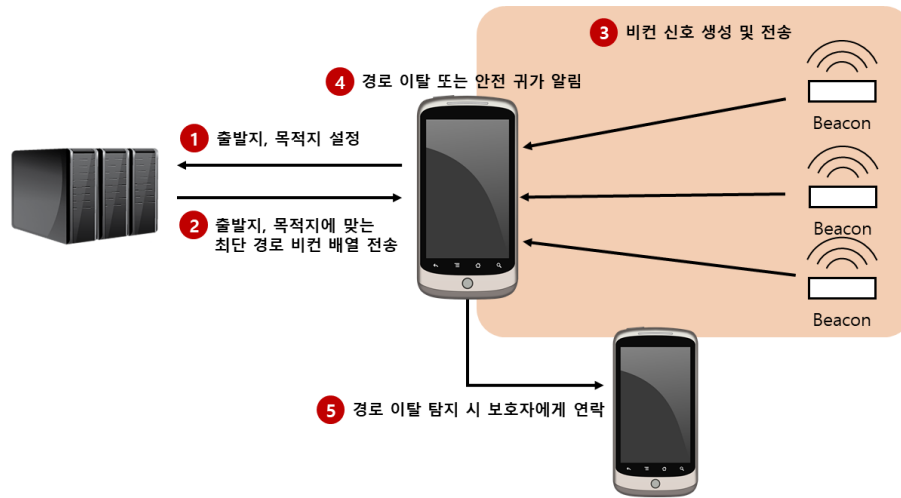 3 비컨 신호 생성 및 전송
4 경로 이탈 또는 안전 귀가 알림
Beacon
1 출발지, 목적지 설정
2 출발지, 목적지에 맞는
최단 경로 비컨 배열 전송
Beacon
Beacon
5 경로 이탈 탐지 시 보호자에게 연락